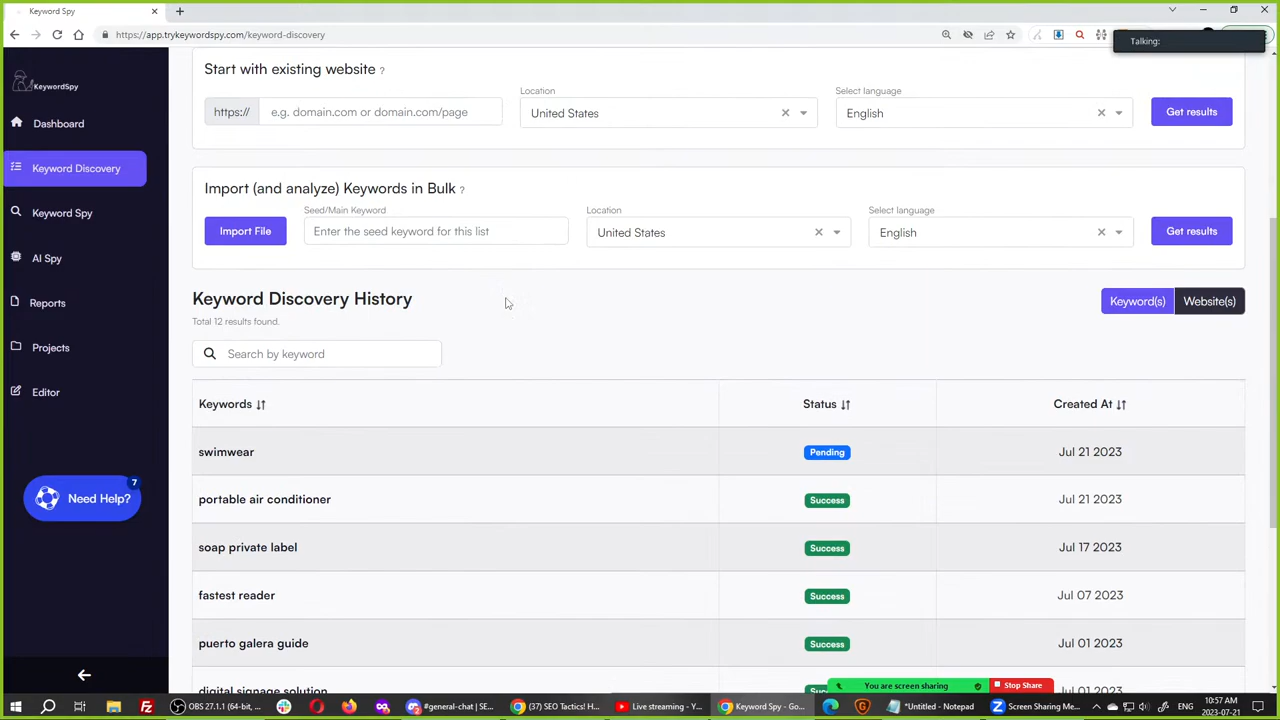 Keyword Spy
https://app.trykeywordspy.com/keyword-discovery
Talking:
KeywordSpy
Dashboard
Keyword Discovery
Keyword Spy
AI Spy
Reports
Projects
Editor
Need Help?
7
Start with existing website ?
Location
Select language
https://
e.g. domain.com or domain.com/page
United States
English
Get results
Import (and analyze) Keywords in Bulk ?
Seed/Main Keyword
Location
Select language
Import File
Enter the seed keyword for this list
United States
English
Get results
Keyword Discovery History
Keyword(s)
Website(s)
Total 12 results found.
Search by keyword
Keywords
Status
Created At
swimwear
Pending
Jul 21 2023
portable air conditioner
Success
Jul 21 2023
soap private label
Success
Jul 17 2023
fastest reader
Success
Jul 07 2023
puerto galera guide
Success
Jul 01 2023
digital signage solution
Jul 01 2023
You are screen sharing
Stop Share
OBS 27.1.1 (64-bit, ...
#general-chat | SE...
(37) SEO Tactics! H...
Live streaming - Y...
Keyword Spy - Go...
*Untitled - Notepad
Screen Sharing Me...
10:57 AM
2023-07-21